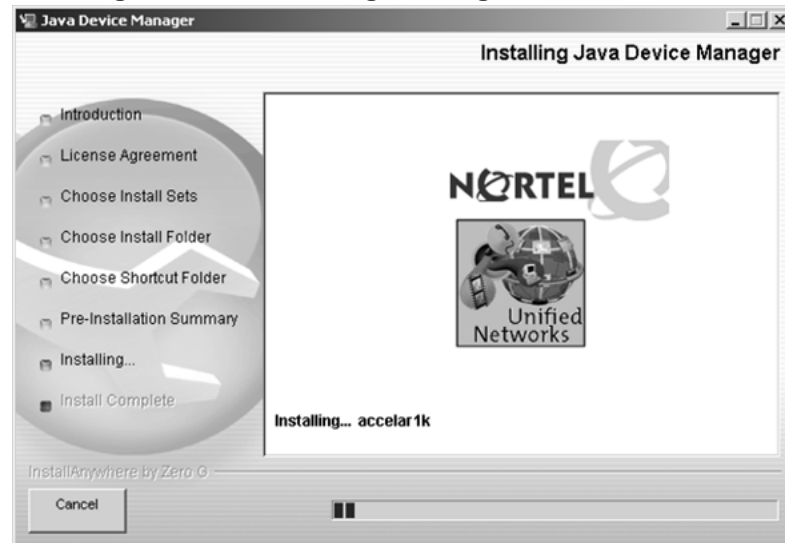 Java Device Manager
Installing Java Device Manager
Introduction
License Agreement
Choose Install Sets
Choose Install Folder
Choose Shortcut Folder
Pre-Installation Summary
Installing...
Install Complete
NORTEL
Unified
Networks
Installing... accelar1k
InstallAnywhere by Zero G
Cancel